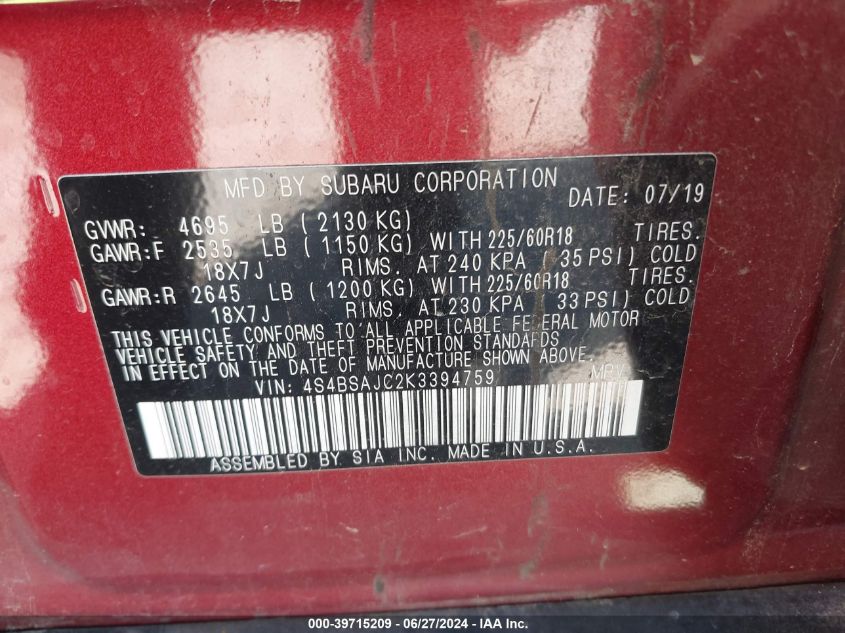 MFD BY SUBARU CORPORATION DATE: 07/19
GVWR: 4695 LB ( 2130 KG)
GAWR:F 2535 LB ( 1150 KG) WITH 225/60R18 TIRES.
18X7J RIMS. AT 240 KPA 35 PSI) COLD
GAWR:R 2645 LB ( 1200 KG) WITH 225/60R18 TIRES.
18X7J RIMS. AT 230 KPA 33 PSI) COLD
THIS VEHICLE CONFORMS TO ALL APPLICABLE FEDERAL MOTOR
VEHICLE SAFETY AND THEFT PREVENTION STANDARDS
IN EFFECT ON THE DATE OF MANUFACTURE SHOWN ABOVE.
VIN: 4S4BSAJC2K3394759 MPV
ASSEMBLED BY SIA INC. MADE IN U.S.A.
000-39715209 - 06/27/2024 - IAA Inc.